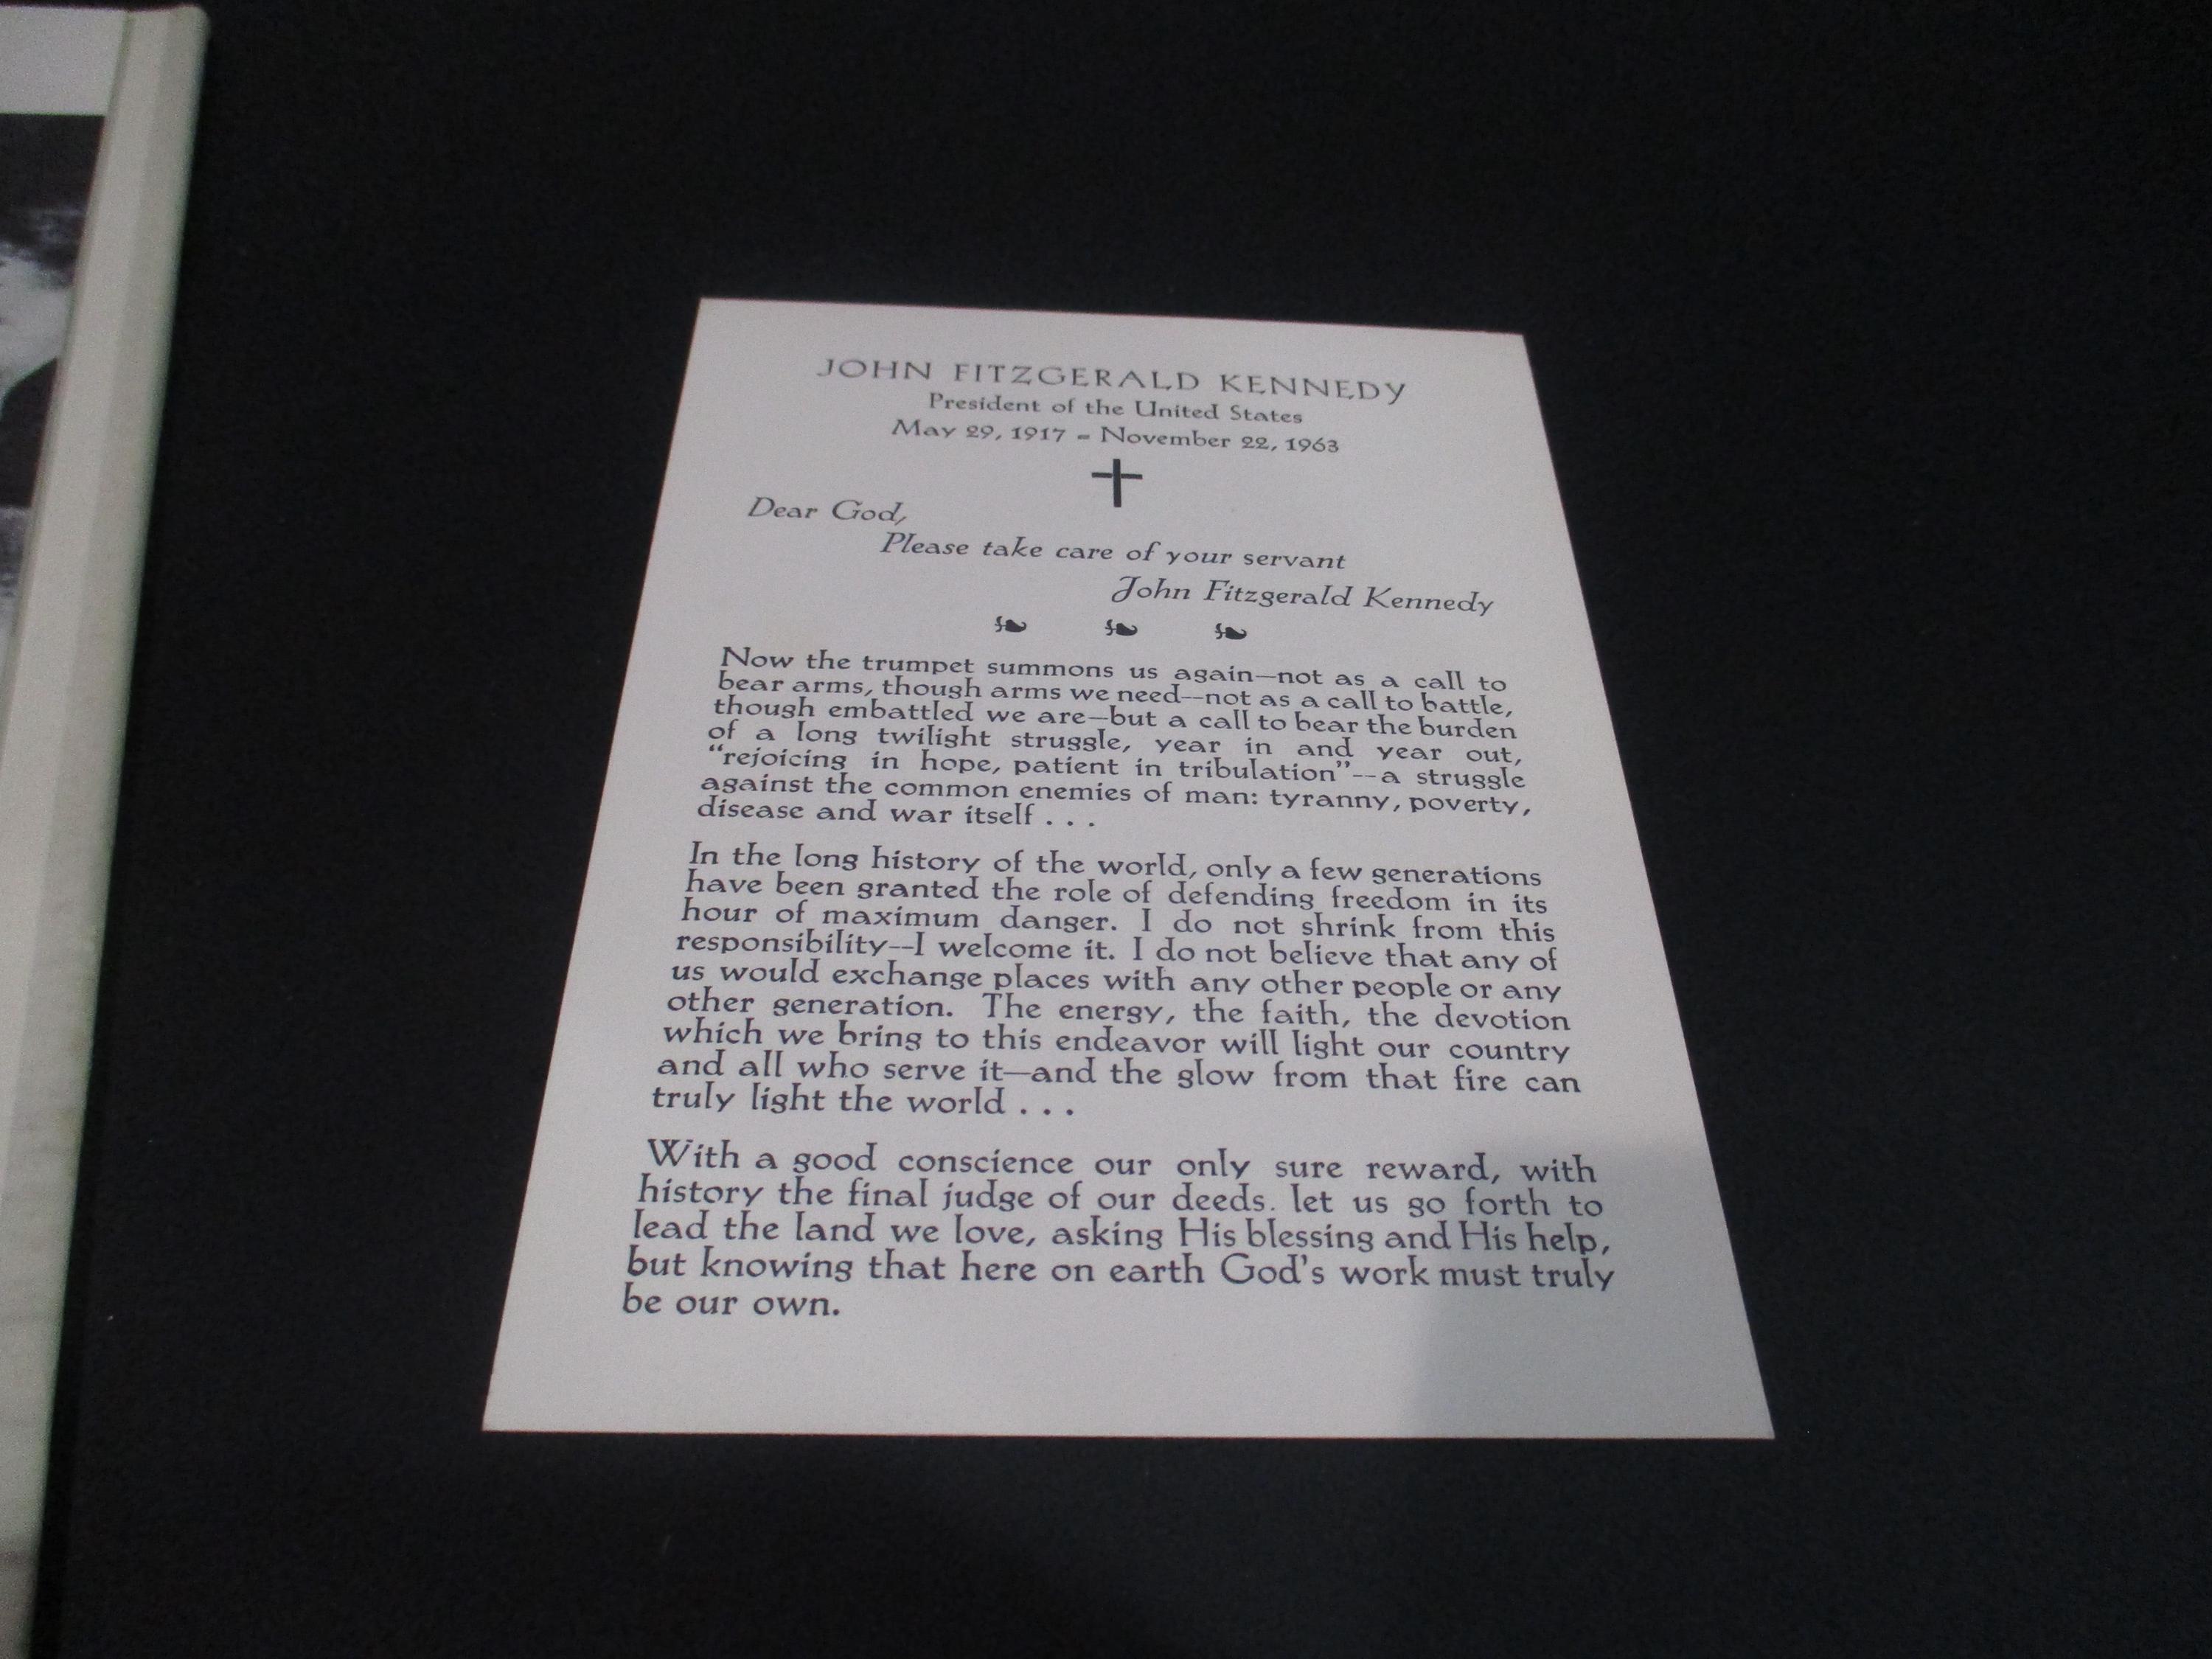 JOHN FITZGERALD KENNEDY
President of the United States
May 29, 1917 - November 22, 1963
Dear God,
Please take care of your servant
John Fitzgerald Kennedy
Now the trumpet summons us again—not as a call to
bear arms, though arms we need--not as a call to battle,
though embattled we are—but a call to bear the burden
of a long twilight struggle, year in and year out,
“rejoicing in hope, patient in tribulation”--a struggle
against the common enemies of man: tyranny, poverty,
disease and war itself . . .
In the long history of the world, only a few generations
have been granted the role of defending freedom in its
hour of maximum danger. I do not shrink from this
responsibility--I welcome it. I do not believe that any of
us would exchange places with any other people or any
other generation. The energy, the faith, the devotion
which we bring to this endeavor will light our country
and all who serve it—and the glow from that fire can
truly light the world . . .
With a good conscience our only sure reward, with
history the final judge of our deeds. let us go forth to
lead the land we love, asking His blessing and His help,
but knowing that here on earth God's work must truly
be our own.